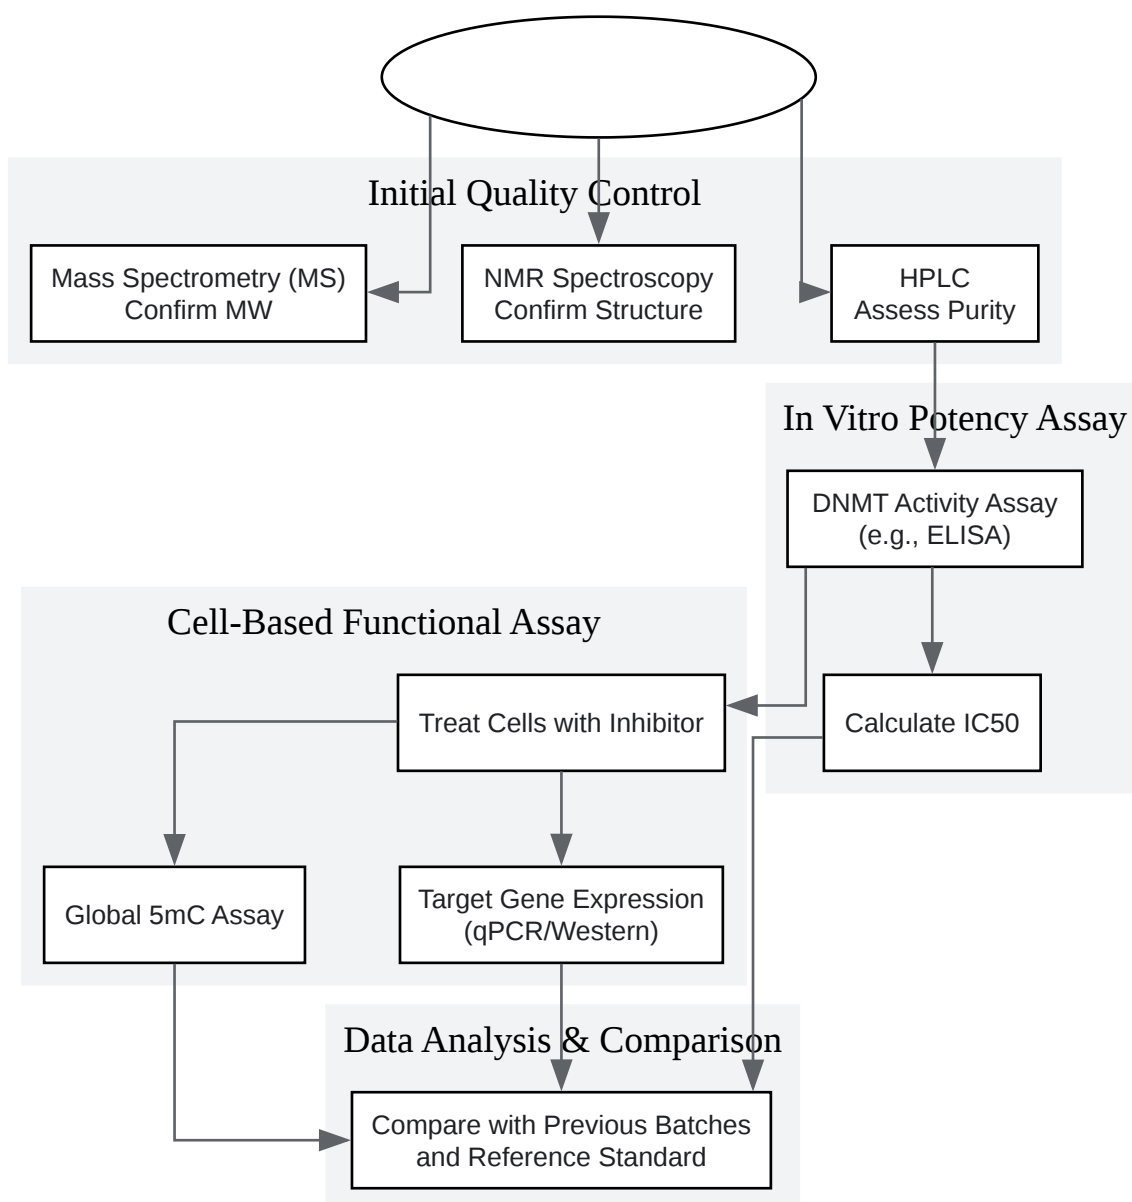 Initial Quality Control
Mass Spectrometry (MS)
Confirm MW
NMR Spectroscopy
Confirm Structure
HPLC
Assess Purity
In Vitro Potency Assay
DNMT Activity Assay
(e.g., ELISA)
Cell-Based Functional Assay
Treat Cells with Inhibitor
Calculate IC50
Global 5mC Assay
Target Gene Expression
(qPCR/Western)
Data Analysis & Comparison
Compare with Previous Batches
and Reference Standard